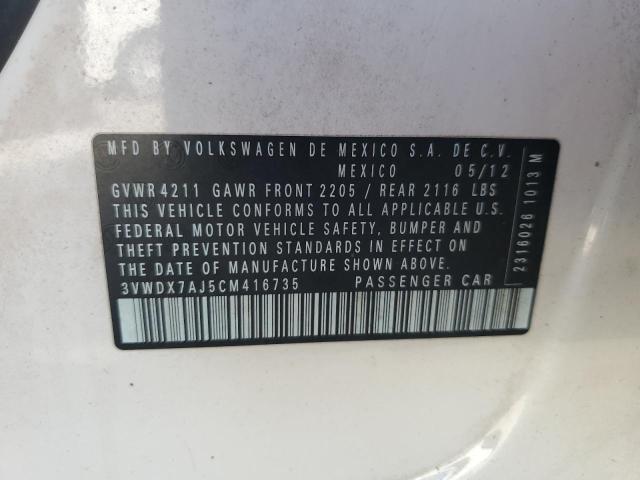 MFD BY VOLKSWAGEN DE MEXICO S.A. DE C.V.
MEXICO 05/12
GVWR 4211 GAWR FRONT 2205 / REAR 2116 LBS
THIS VEHICLE CONFORMS TO ALL APPLICABLE U.S.
FEDERAL MOTOR VEHICLE SAFETY, BUMPER AND
THEFT PREVENTION STANDARDS IN EFFECT ON
THE DATE OF MANUFACTURE SHOWN ABOVE
3VWDX7AJ5CM416735 PASSENGER CAR
2316026 1013 M